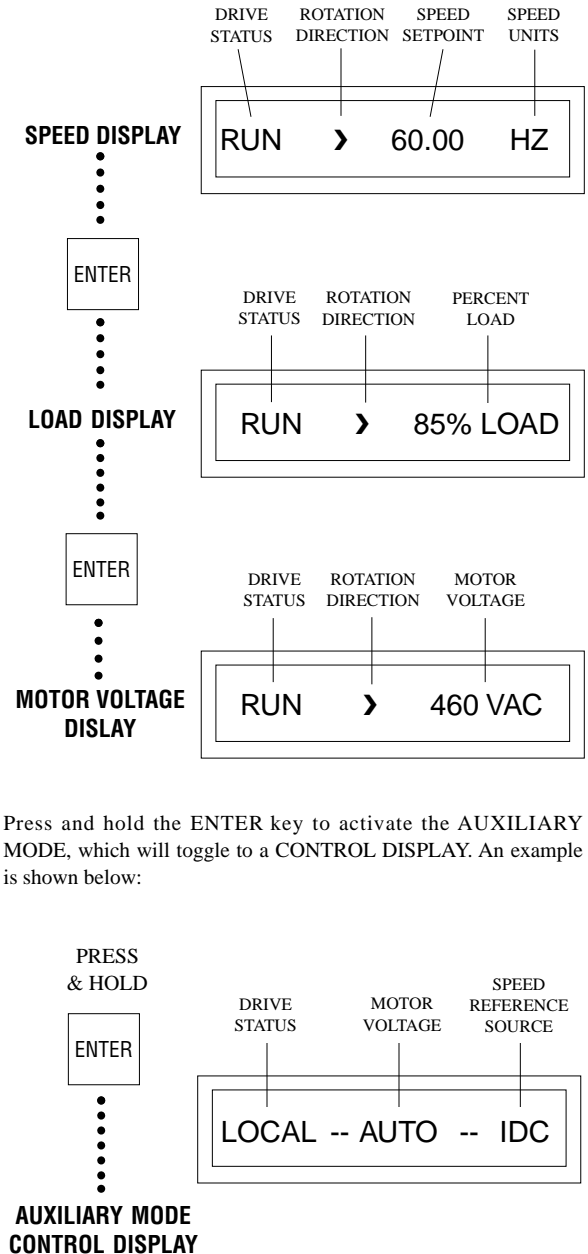 DRIVE STATUS
ROTATION DIRECTION
SPEED SETPOINT
SPEED UNITS
SPEED DISPLAY
RUN ❯ 60.00 HZ
ENTER
DRIVE STATUS
ROTATION DIRECTION
PERCENT LOAD
LOAD DISPLAY
RUN ❯ 85% LOAD
ENTER
DRIVE STATUS
ROTATION DIRECTION
MOTOR VOLTAGE
MOTOR VOLTAGE
DISLAY
RUN ❯ 460 VAC
Press and hold the ENTER key to activate the AUXILIARY
MODE, which will toggle to a CONTROL DISPLAY. An example
is shown below:
PRESS
& HOLD
ENTER
DRIVE STATUS
MOTOR VOLTAGE
SPEED REFERENCE SOURCE
LOCAL -- AUTO -- IDC
AUXILIARY MODE
CONTROL DISPLAY